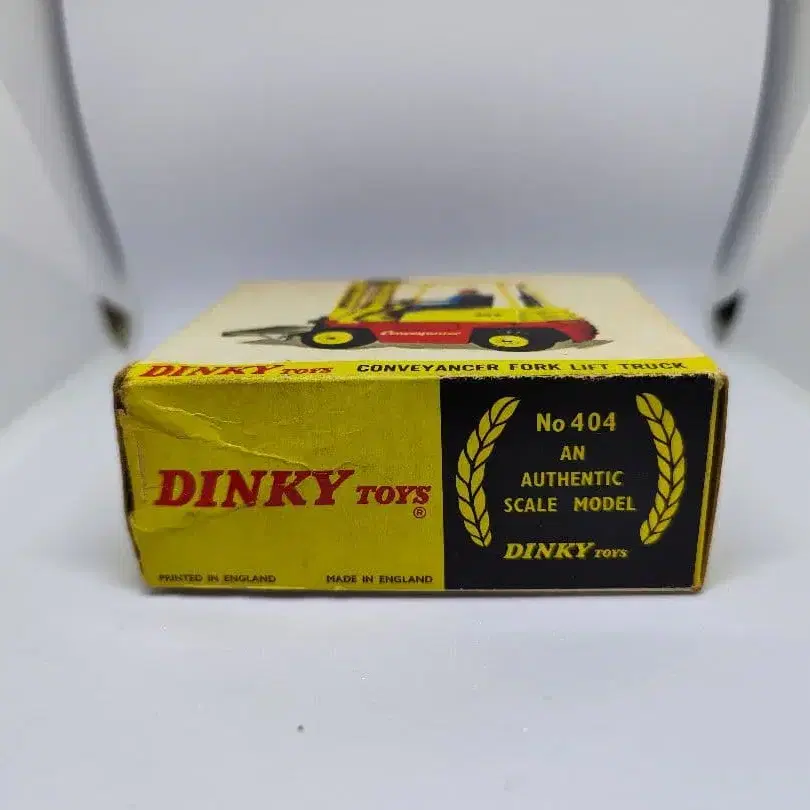 Conveyancer
DINKY TOYS CONVEYANCER FORK LIFT TRUCK
DINKY TOYS
®
PRINTED IN ENGLAND MADE IN ENGLAND
No 404
AN
AUTHENTIC
SCALE MODEL
DINKY TOYS